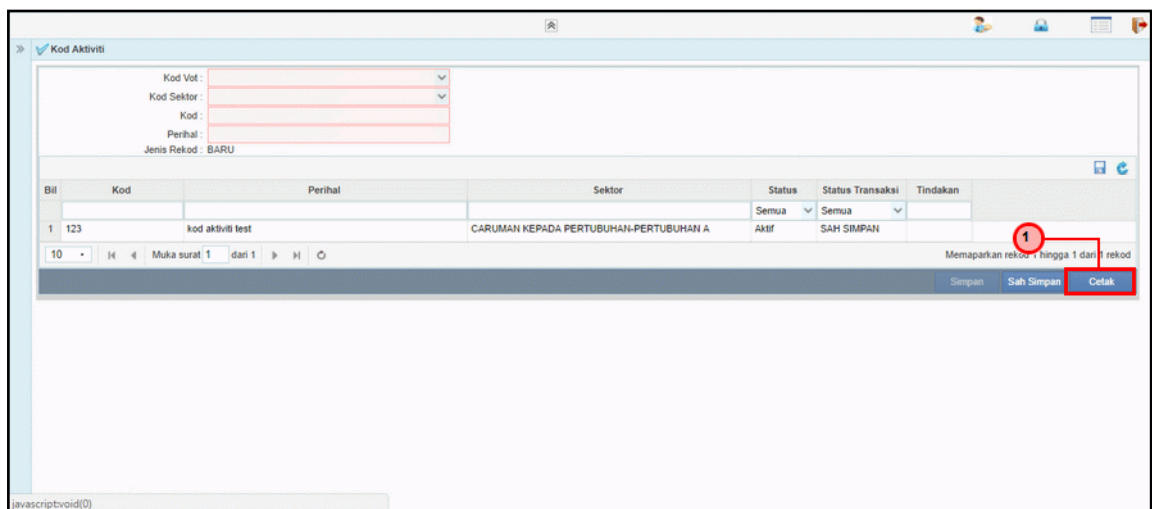 Kod Aktiviti
Kod Vot :
Kod Sektor :
Kod :
Perihal :
Jenis Rekod : BARU
Bil Kod Perihal Sektor Status Status Transaksi Tindakan
Semua Semua
1 123 kod aktiviti test CARUMAN KEPADA PERTUBUHAN-PERTUBUHAN A Aktif SAH SIMPAN
1
10 Muka surat 1 dari 1 Memaparkan rekod 1 hingga 1 dari 1 rekod
Simpan Sah Simpan Cetak
javascript:void(0)